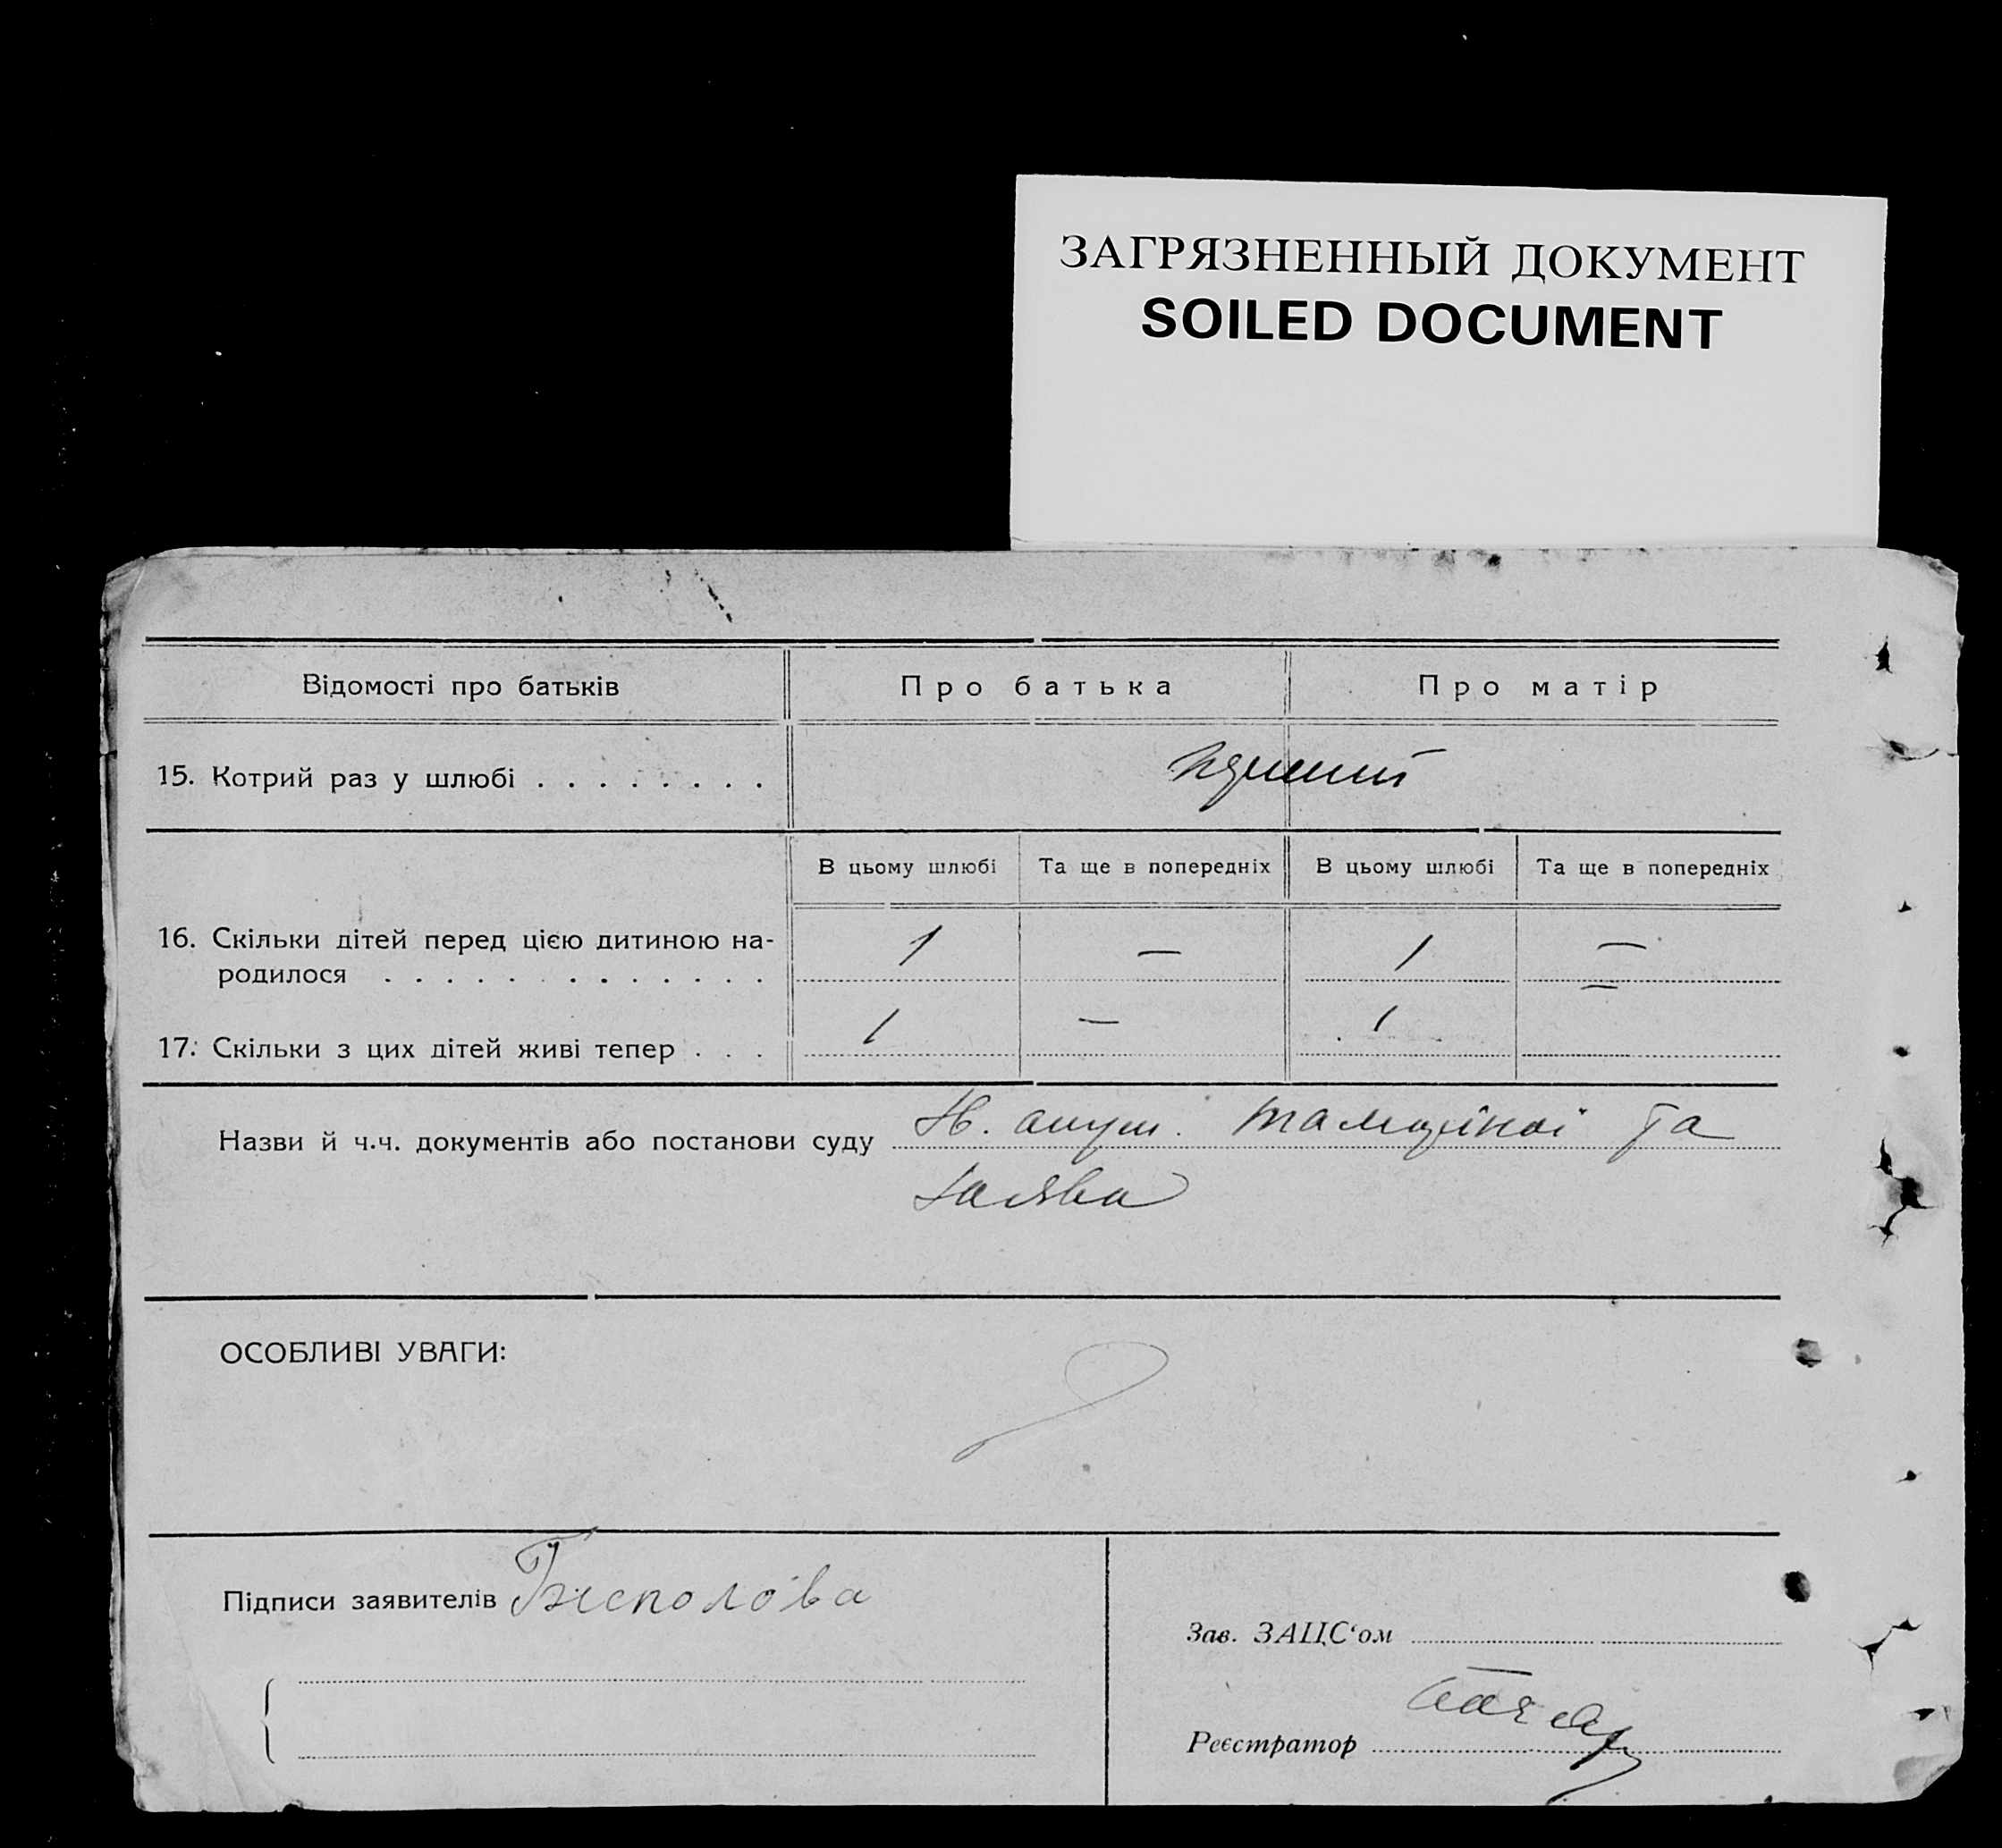 ЗАГРЯЗНЕННЫЙ ДОКУМЕНТ
SOILED DOCUMENT
Відомості про батьків Про батька Про матір
15. Котрий раз у шлюбі . . . . . . . .
В цьому шлюбі Та ще в попередніх В цьому шлюбі Та ще в попередніх
16. Скільки дітей перед цією дитиною на-
родилося . . . . . . . . . . . . . 1 — 1 —
17. Скільки з цих дітей живі тепер . . . 1 — 1 —
Назви й ч.ч. документів або постанови суду та
заява
ОСОБЛИВІ УВАГИ:
Підписи заявителів
Зав. ЗАЦС‘ом
Реєстратор